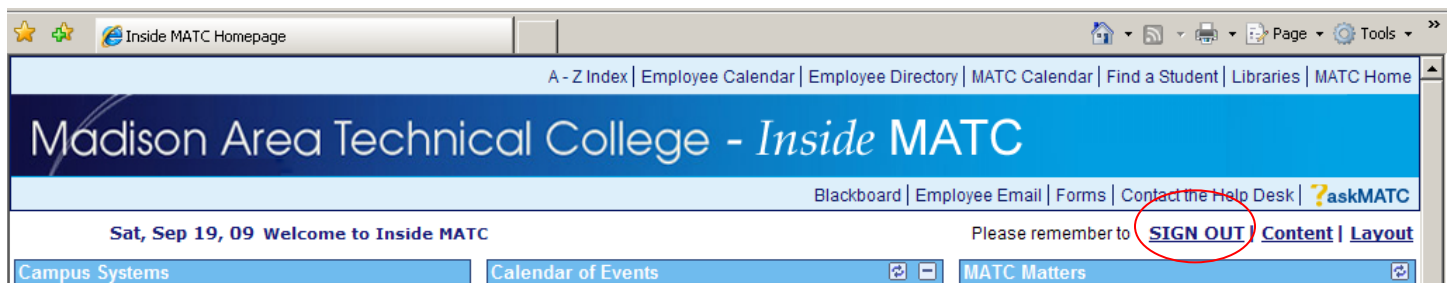 Inside MATC Homepage Page Tools »
A - Z Index | Employee Calendar | Employee Directory | MATC Calendar | Find a Student | Libraries | MATC Home
Madison Area Technical College - Inside MATC
Blackboard | Employee Email | Forms | Contact the Help Desk | ?askMATC
Sat, Sep 19, 09 Welcome to Inside MATC Please remember to SIGN OUT | Content | Layout
Campus Systems Calendar of Events MATC Matters